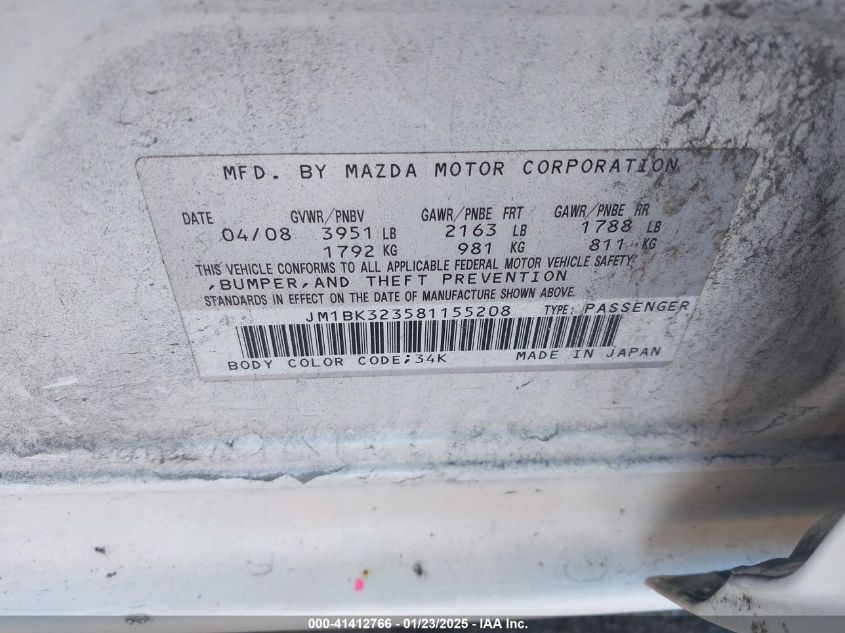 MFD. BY MAZDA MOTOR CORPORATION
DATE GVWR/PNBV GAWR/PNBE FRT GAWR/PNBE RR
04/08 3951 LB 2163 LB 1788 LB
1792 KG 981 KG 811 KG
THIS VEHICLE CONFORMS TO ALL APPLICABLE FEDERAL MOTOR VEHICLE SAFETY
,BUMPER,AND THEFT PREVENTION
STANDARDS IN EFFECT ON THE DATE OF MANUFACTURE SHOWN ABOVE.
JM1BK323581155208 TYPE: PASSENGER
BODY COLOR CODE;34K MADE IN JAPAN
000-41412766 - 01/23/2025 - IAA Inc.